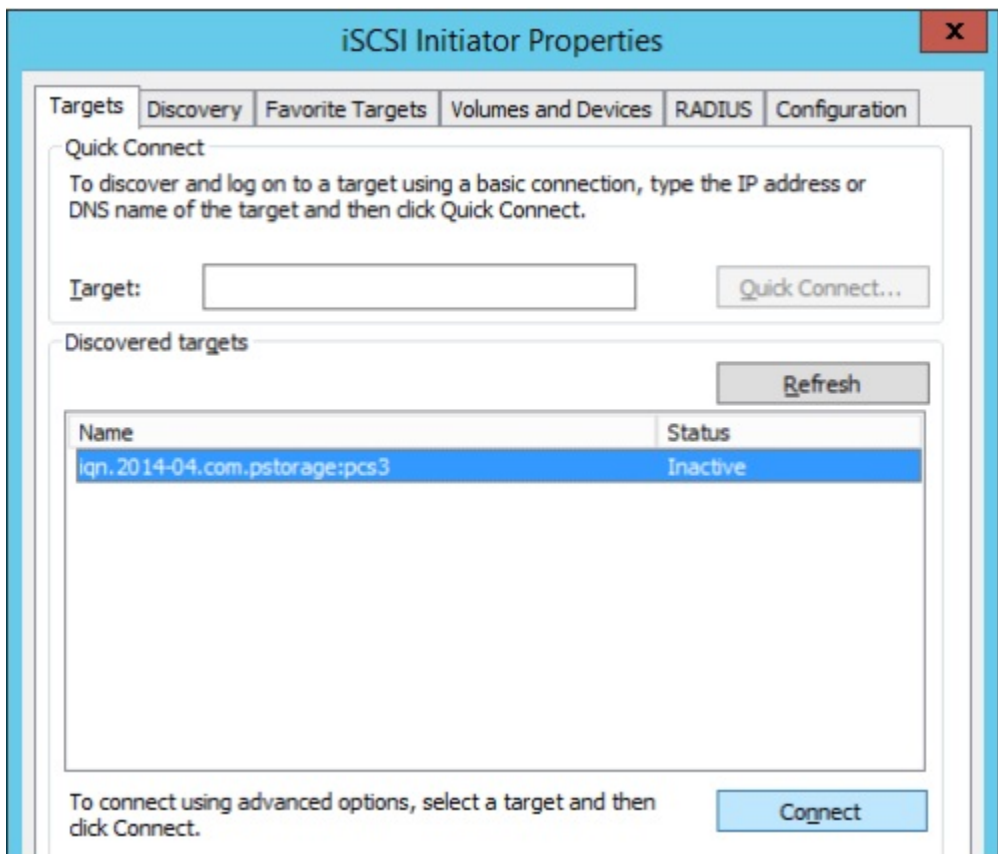 iSCSI Initiator Properties
x
Targets Discovery Favorite Targets Volumes and Devices RADIUS Configuration
Quick Connect
To discover and log on to a target using a basic connection, type the IP address or
DNS name of the target and then click Quick Connect.
Target:
Quick Connect...
Discovered targets
Refresh
Name Status
iqn.2014-04.com.pstorage:pcs3 Inactive
To connect using advanced options, select a target and then
click Connect.
Connect